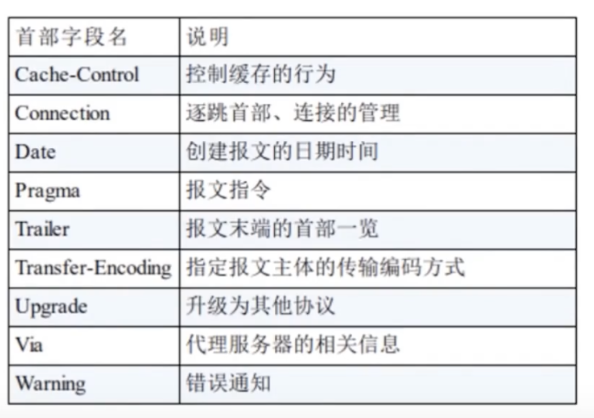 首部字段名 说明
Cache-Control 控制缓存的行为
Connection 逐跳首部、连接的管理
Date 创建报文的日期时间
Pragma 报文指令
Trailer 报文末端的首部一览
Transfer-Encoding 指定报文主体的传输编码方式
Upgrade 升级为其他协议
Via 代理服务器的相关信息
Warning 错误通知